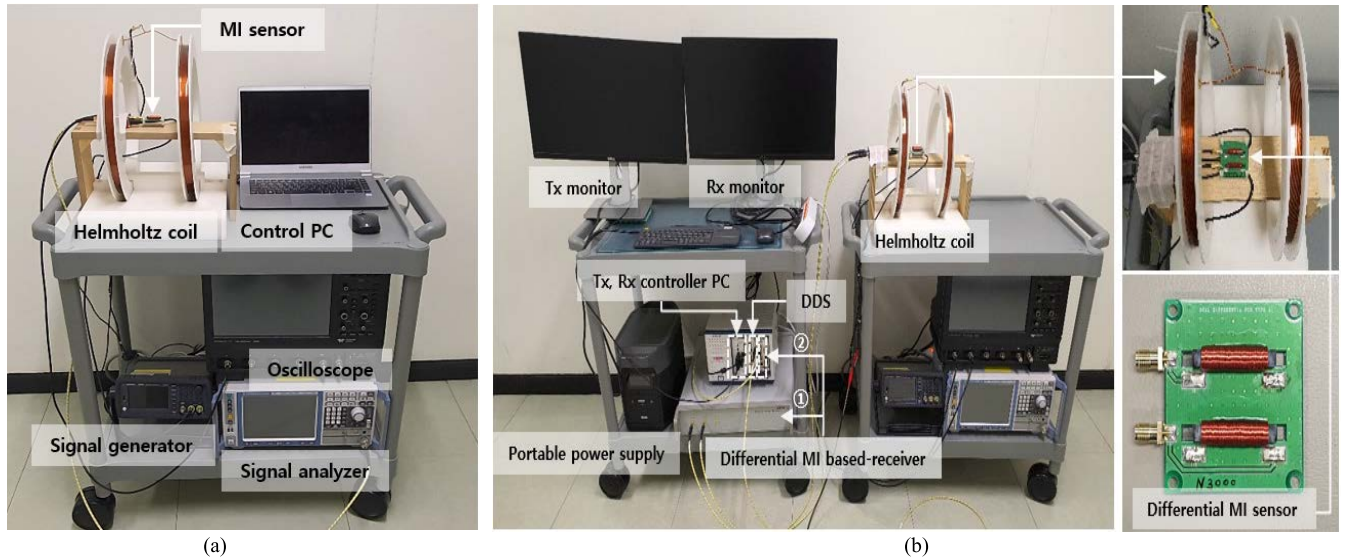 MI sensor
Helmholtz coil
Control PC
Oscilloscope
Signal generator
Signal analyzer
(a)
Tx monitor
Rx monitor
Helmholtz coil
Tx, Rx controller PC
DDS
②
①
Portable power supply
Differential MI based-receiver
N3000
Differential MI sensor
(b)